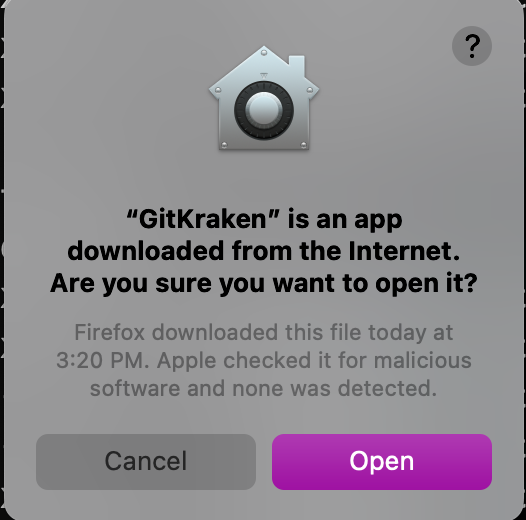 ?
“GitKraken” is an app
downloaded from the Internet.
Are you sure you want to open it?
Firefox downloaded this file today at
3:20 PM. Apple checked it for malicious
software and none was detected.
Cancel
Open